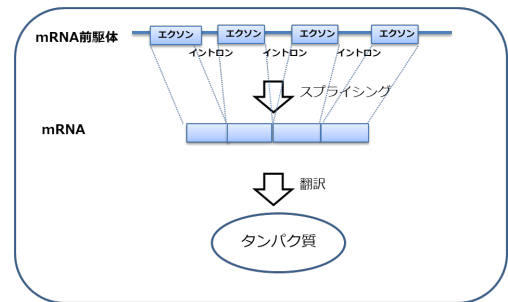 mRNA前駆体 エクソン エクソン エクソン エクソン
イントロン イントロン イントロン
スプライシング
mRNA
翻訳
タンパク質